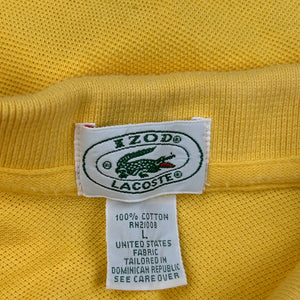 IZOD®
LACOSTE®
100% COTTON
RN21008
L
UNITED STATES
FABRIC
TAILORED IN
DOMINICAN REPUBLIC
SEE CARE OVER